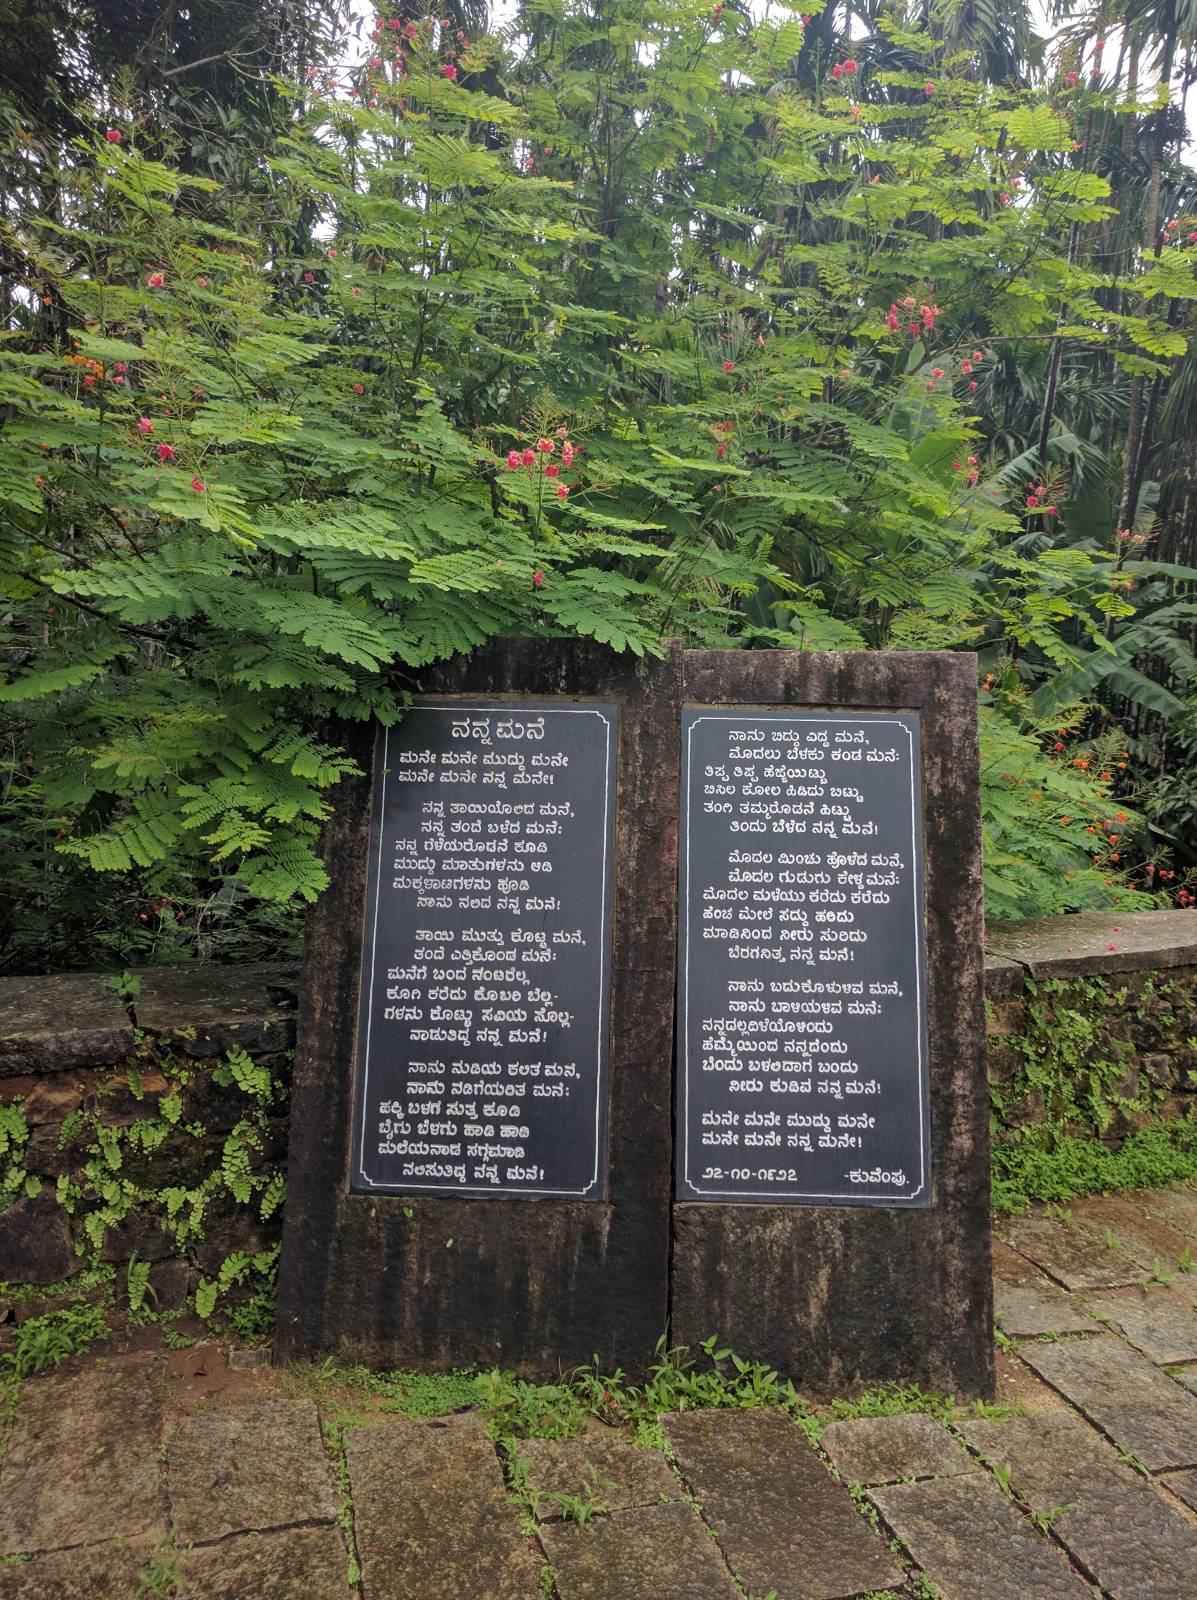 ನನ್ನ ಮನೆ
ಮನೇ ಮನೇ ಮುದ್ದು ಮನೇ
ಮನೇ ಮನೇ ನನ್ನ ಮನೇ!
ನನ್ನ ತಾಯಿಯೊಲಿದ ಮನೆ,
ನನ್ನ ತಂದೆ ಬಳೆದ ಮನೆ:
ನನ್ನ ಗೆಳೆಯರೊಡನೆ ಕೂಡಿ
ಮುದ್ದು ಮಾತುಗಳನು ಆಡಿ
ಮಕ್ಕಳಾಟಗಳನು ಹೂಡಿ
ನಾನು ನಲಿದ ನನ್ನ ಮನೆ!
ತಾಯಿ ಮುತ್ತು ಕೊಟ್ಟ ಮನೆ,
ತಂದೆ ಎತ್ತಿಕೊಂಡ ಮನೆ:
ಮನೆಗೆ ಬಂದ ನಂಟರೆಲ್ಲ
ಕೂಗಿ ಕರೆದು ಕೊಬರಿ ಬೆಲ್ಲ-
ಗಳನು ಕೊಟ್ಟು ಸವಿಯ ಸೊಲ್ಲ-
ನಾಡುತಿದ್ದ ನನ್ನ ಮನೆ!
ನಾನು ನುಡಿಯ ಕಲಿತ ಮನೆ,
ನಾನು ನಡಿಗೆಯರಿತ ಮನೆ:
ಹಕ್ಕಿ ಬಳಗ ಸುತ್ತ ಕೂಡಿ
ಬೈಗು ಬೆಳಗು ಹಾಡಿ ಹಾಡಿ
ಮಲೆಯನಾಡ ಸಗ್ಗಮಾಡಿ
ನಲಿಸುತಿದ್ದ ನನ್ನ ಮನೆ!
ನಾನು ಬಿದ್ದು ಎದ್ದ ಮನೆ,
ಮೊದಲು ಬೆಳಕು ಕಂಡ ಮನೆ:
ತಿಪ್ಪ ತಿಪ್ಪ ಹೆಜ್ಜೆಯಿಟ್ಟು
ಬಿಸಿಲ ಕೋಲ ಹಿಡಿದು ಬಿಟ್ಟು
ತಂಗಿ ತಮ್ಮರೊಡನೆ ಹಿಟ್ಟು
ತಿಂದು ಬೆಳೆದ ನನ್ನ ಮನೆ!
ಮೊದಲ ಮಿಂಚು ಹೊಳೆದ ಮನೆ,
ಮೊದಲ ಗುಡುಗು ಕೇಳ್ದ ಮನೆ:
ಮೊದಲ ಮಳೆಯು ಕರೆದು ಕರೆದು
ಹೆಂಚ ಮೇಲೆ ಸದ್ದು ಹರಿದು
ಮಾಡಿನಿಂದ ನೀರು ಸುರಿದು
ಬೆರಗನಿತ್ತ ನನ್ನ ಮನೆ!
ನಾನು ಬದುಕೊಳುಳಿವ ಮನೆ,
ನಾನು ಬಾಳಿಯಳಿವ ಮನೆ:
ನನ್ನದಲ್ಲದಿಳೆಯೊಳಿಂದು
ಹೆಮ್ಮೆಯಿಂದ ನನ್ನದೆಂದು
ಬೆಂದು ಬಳಲಿದಾಗ ಬಂದು
ನೀರು ಕುಡಿವ ನನ್ನ ಮನೆ!
ಮನೇ ಮನೇ ಮುದ್ದು ಮನೇ
ಮನೇ ಮನೇ ನನ್ನ ಮನೇ!
೨೭-೧೦-೧೯೨೭ -ಕುವೆಂಪು.